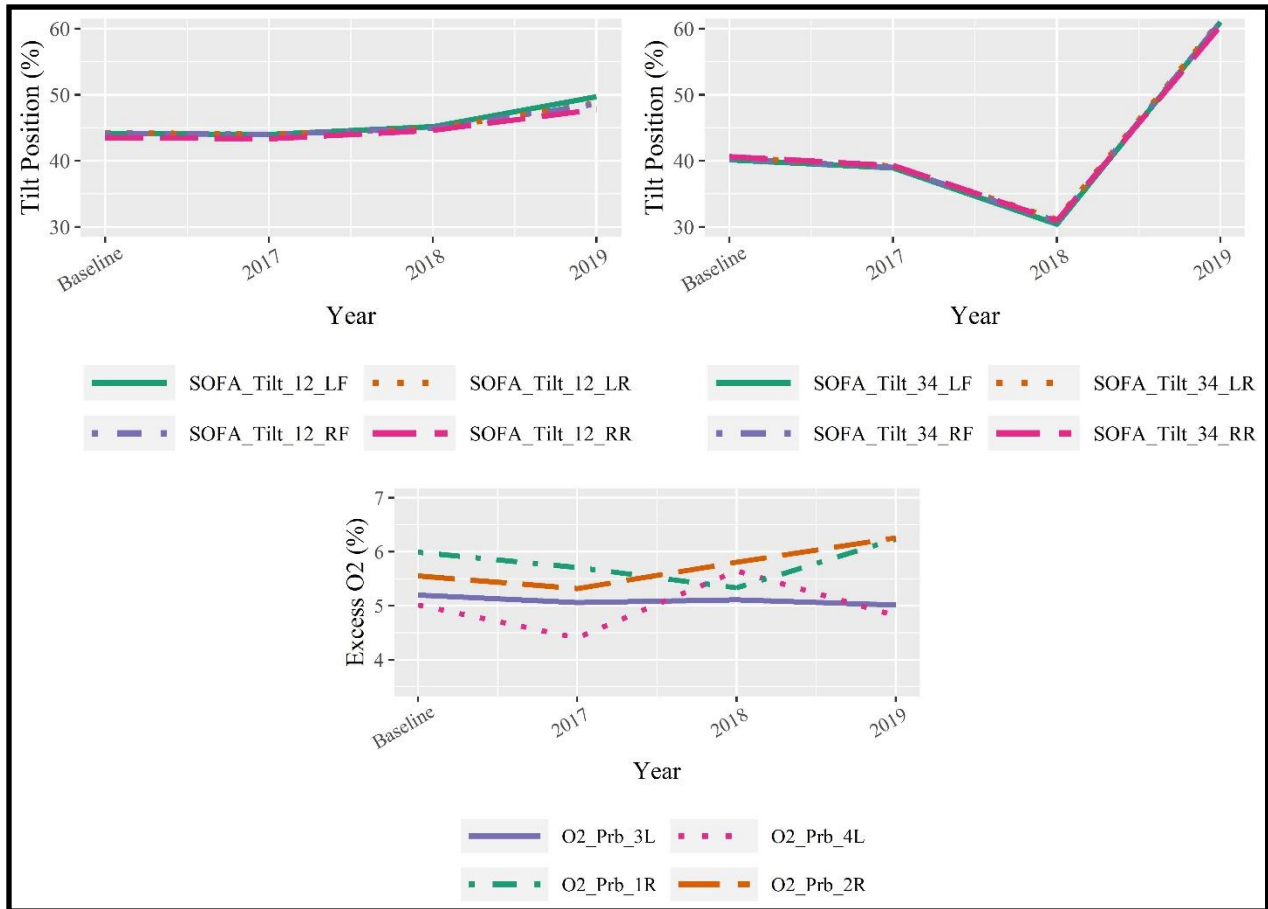 Tilt Position (%)
60
50
40
30
Baseline
2017
2018
2019
Year
SOFA_Tilt_12_LF
SOFA_Tilt_12_LR
SOFA_Tilt_12_RF
SOFA_Tilt_12_RR
Tilt Position (%)
60
50
40
30
Baseline
2017
2018
2019
Year
SOFA_Tilt_34_LF
SOFA_Tilt_34_LR
SOFA_Tilt_34_RF
SOFA_Tilt_34_RR
Excess O2 (%)
7
6
5
4
Baseline
2017
2018
2019
Year
O2_Prb_3L
O2_Prb_4L
O2_Prb_1R
O2_Prb_2R